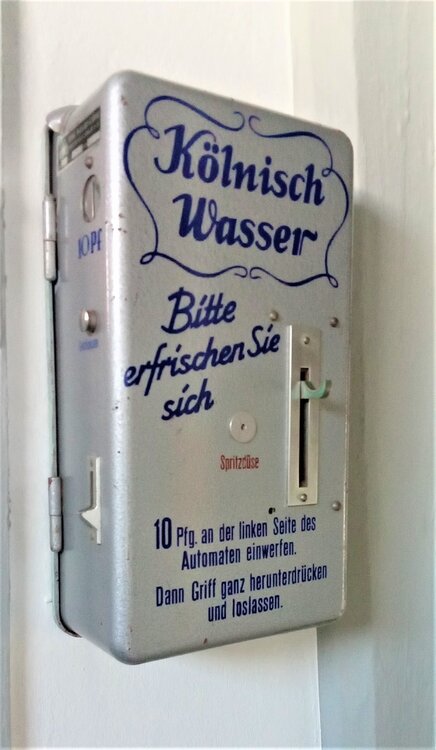 Kölnisch
Wasser
Bitte
erfrischen Sie
sich
Spritzdüse
10 Pfg. an der linken Seite des
Automaten einwerfen.
Dann Griff ganz herunterdrücken
und loslassen.
10 PF